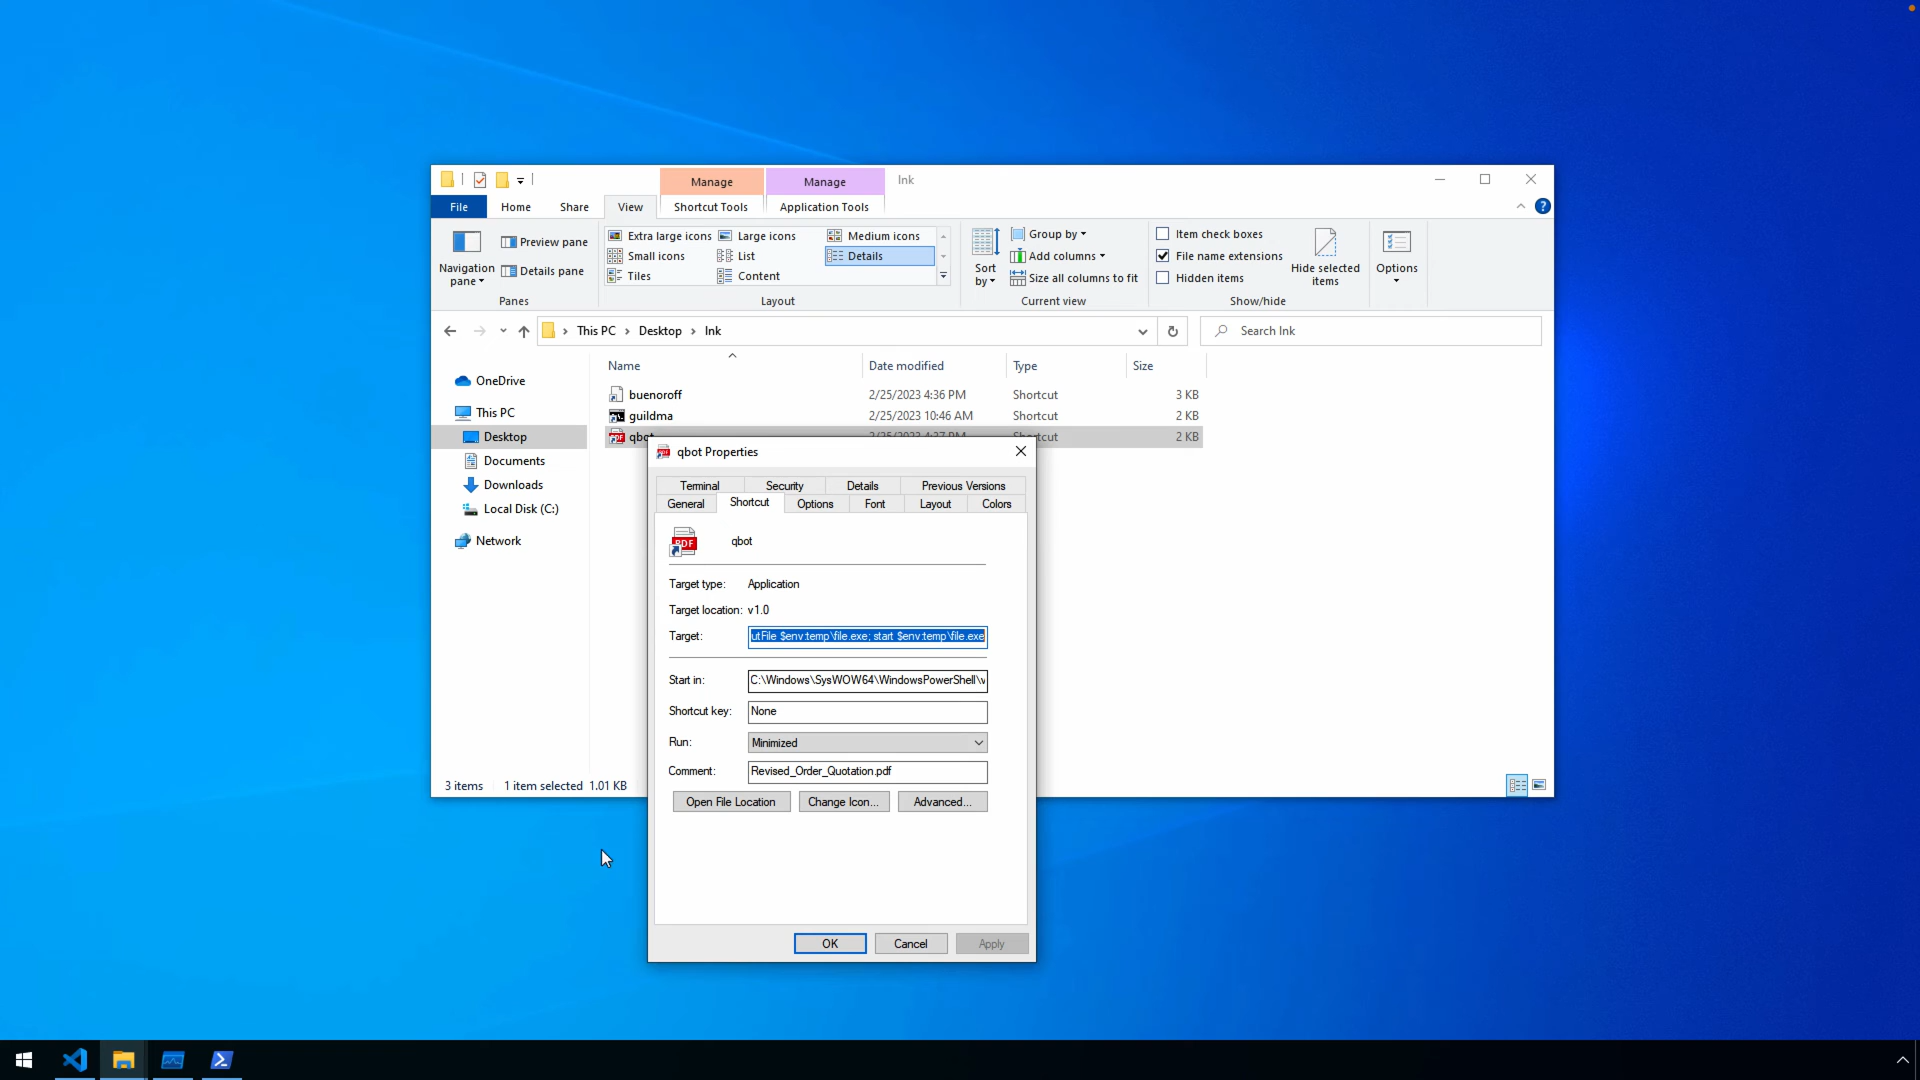 Manage
Manage
lnk
File
Home
Share
View
Shortcut Tools
Application Tools
Navigation pane
Preview pane
Details pane
Panes
Extra large icons
Large icons
Medium icons
Small icons
List
Details
Tiles
Content
Layout
Sort by
Group by
Add columns
Size all columns to fit
Current view
Item check boxes
File name extensions
Hidden items
Hide selected items
Show/hide
Options
This PC > Desktop > lnk
Search lnk
Name
Date modified
Type
Size
OneDrive
This PC
Desktop
Documents
Downloads
Local Disk (C:)
Network
buenoroff 2/25/2023 4:36 PM Shortcut 3 KB
guildma 2/25/2023 10:46 AM Shortcut 2 KB
2 KB
3 items
1 item selected 1.01 KB
PDF
qbot Properties
Terminal
Security
Details
Previous Versions
General
Shortcut
Options
Font
Layout
Colors
PDF
qbot
Target type: Application
Target location: v1.0
Target: utFile $env:temp\file.exe; start $env:temp\file.exe
Start in: C:\Windows\SysWOW64\WindowsPowerShell\
Shortcut key: None
Run: Minimized
Comment: Revised_Order_Quotation.pdf
Open File Location
Change Icon...
Advanced...
OK
Cancel
Apply